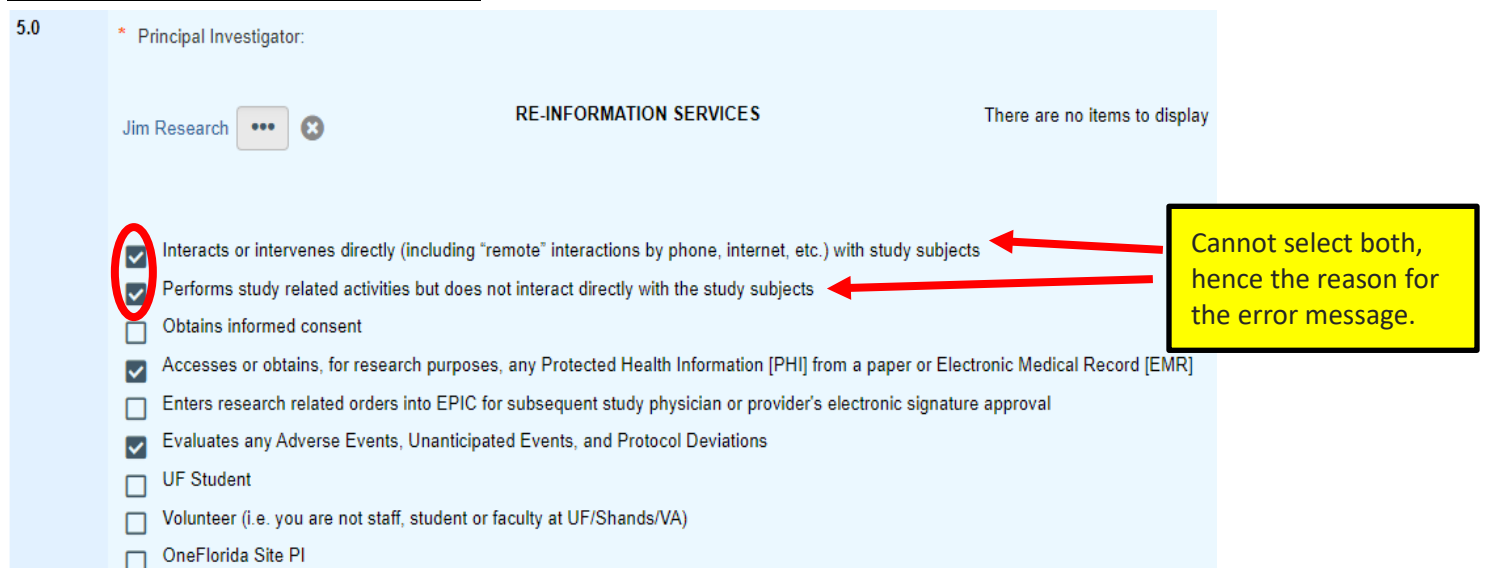 5.0
* Principal Investigator:
Jim Research ••• RE-INFORMATION SERVICES There are no items to display
Interacts or intervenes directly (including “remote” interactions by phone, internet, etc.) with study subjects
Performs study related activities but does not interact directly with the study subjects
Obtains informed consent
Accesses or obtains, for research purposes, any Protected Health Information [PHI] from a paper or Electronic Medical Record [EMR]
Enters research related orders into EPIC for subsequent study physician or provider's electronic signature approval
Evaluates any Adverse Events, Unanticipated Events, and Protocol Deviations
UF Student
Volunteer (i.e. you are not staff, student or faculty at UF/Shands/VA)
OneFlorida Site PI
Cannot select both,
hence the reason for
the error message.